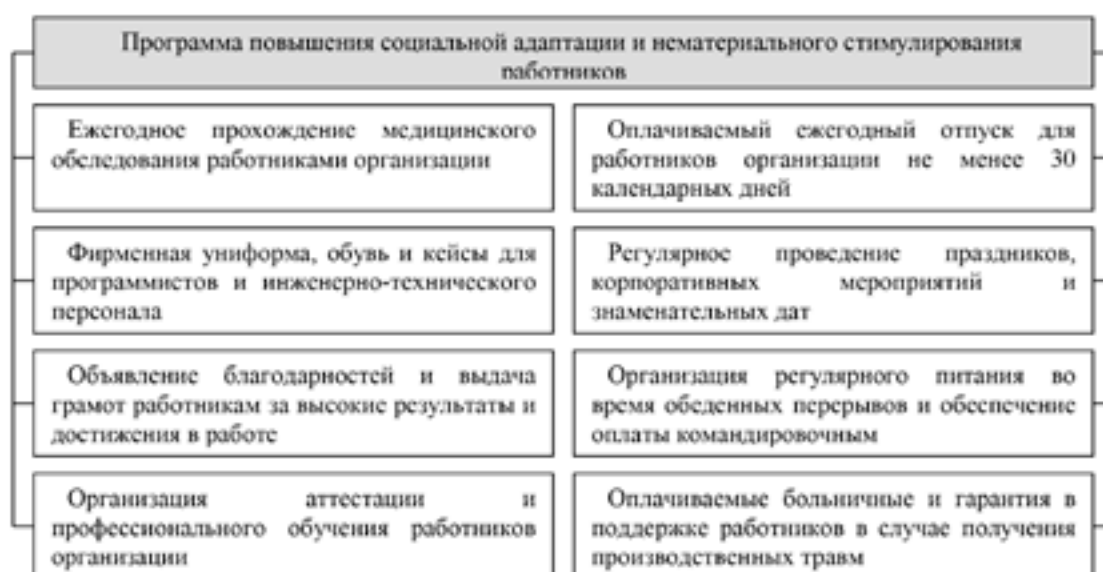 Программа повышения социальной адаптации и нематериального стимулирования
работников
Ежегодное прохождение медицинского
обследования работниками организации
Оплачиваемый ежегодный отпуск для
работников организации не менее 30
календарных дней
Фирменная униформа, обувь и кейсы для
программистов и инженерно-технического
персонала
Регулярное проведение праздников,
корпоративных мероприятий и
знаменательных дат
Объявление благодарностей и выдача
грамот работникам за высокие результаты и
достижения в работе
Организация регулярного питания во
время обеденных перерывов и обеспечение
оплаты командировочным
Организация аттестации и
профессионального обучения работников
организации
Оплачиваемые больничные и гарантия в
поддержке работников в случае получения
производственных травм